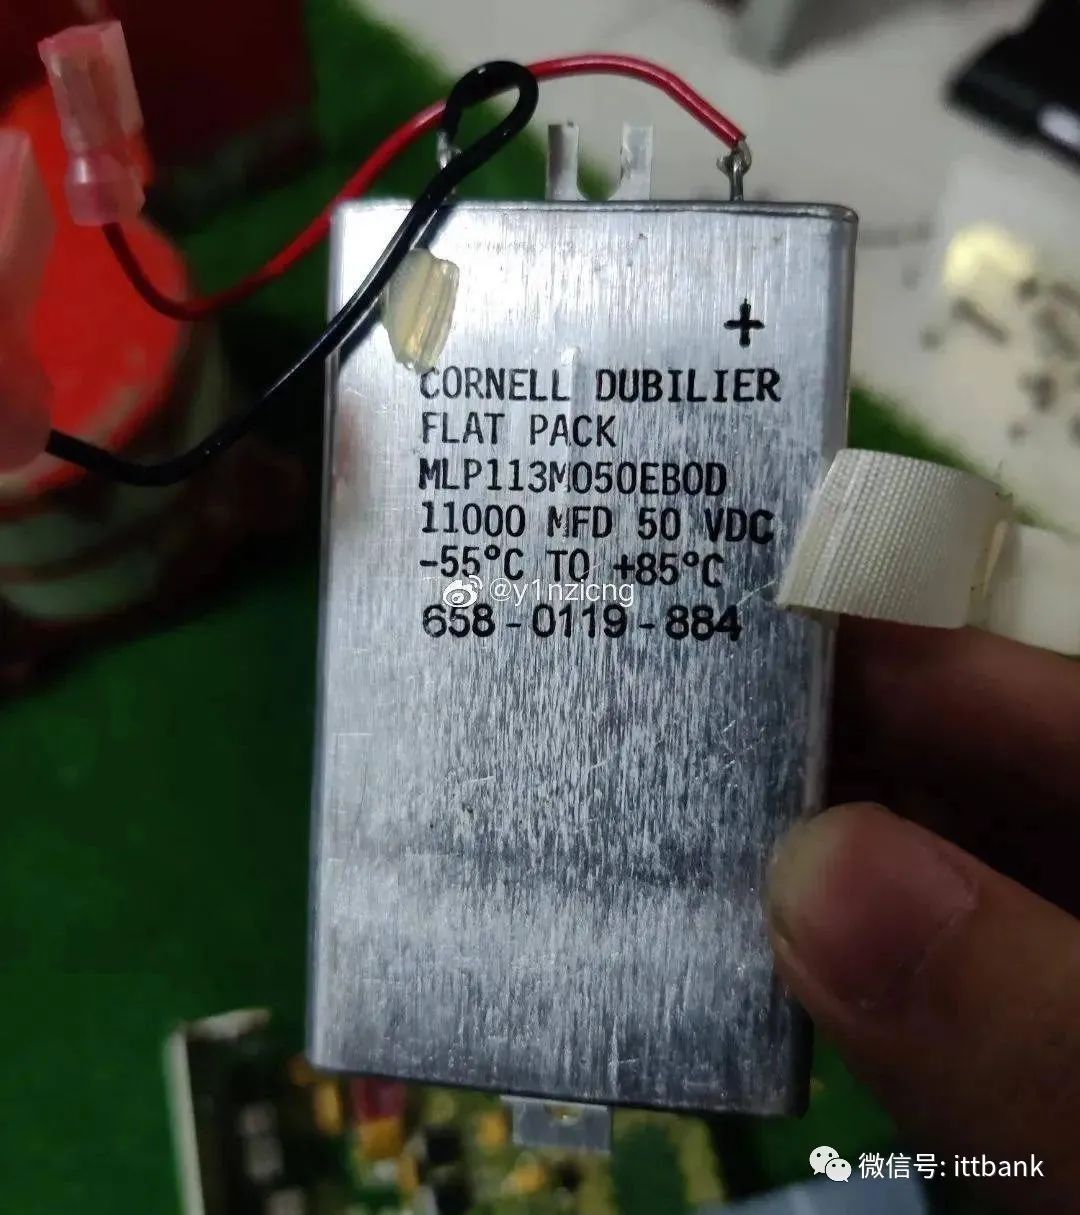 +
CORNELL DUBILIER
FLAT PACK
MLP113M050EB0D
11000 MFD 50 VDC
-55°C TO +85°C
@y1nzicng
658-0119-884
微信号: ittbank